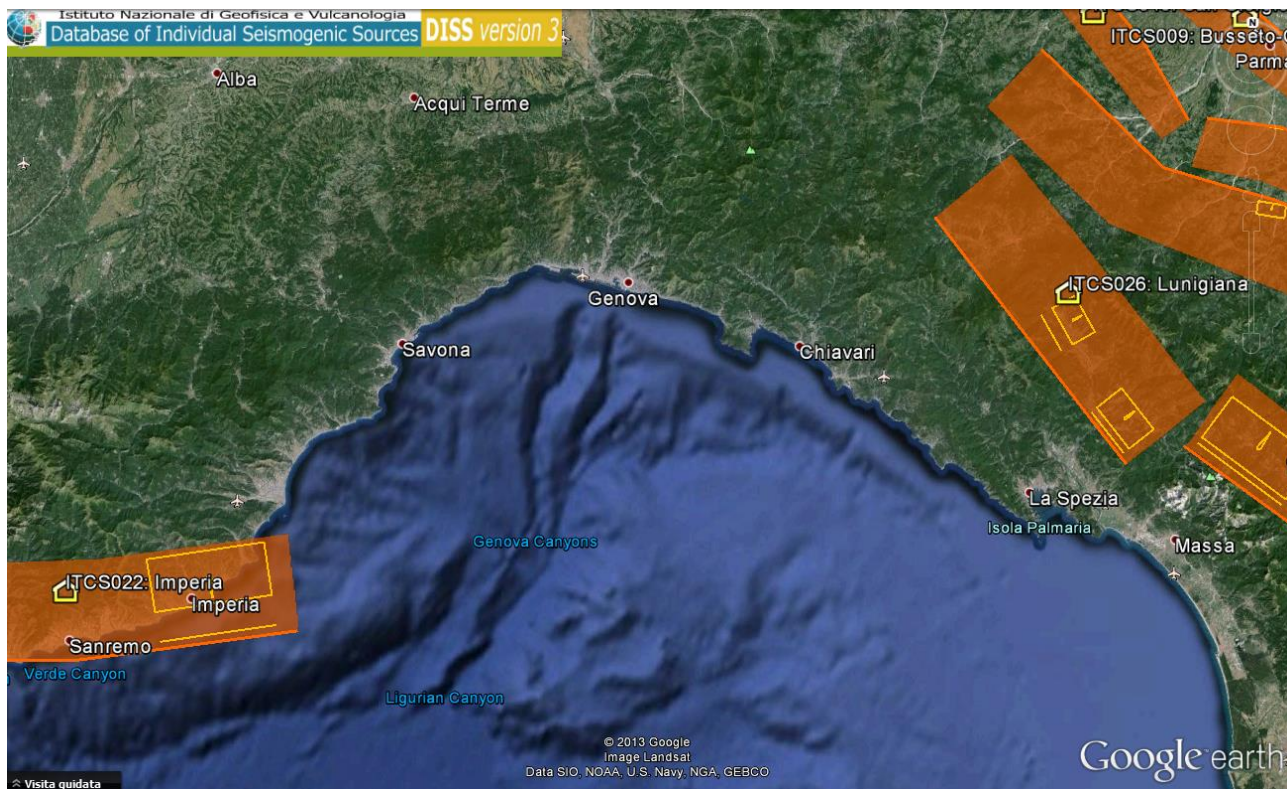 Istituto Nazionale di Geofisica e Vulcanologia
Database of Individual Seismogenic Sources DISS version 3
ITCS009: Busseto-
Parma
Alba
Acqui Terme
ITCS026: Lunigiana
Genova
Savona
Chiavari
La Spezia
Isola Palmaria
Genova Canyons
Massa
ITCS022: Imperia
Imperia
Sanremo
Verde Canyon
Ligurian Canyon
© 2013 Google
Image Landsat
Data SIO, NOAA, U.S. Navy, NGA, GEBCO
Google earth
Visita guidata